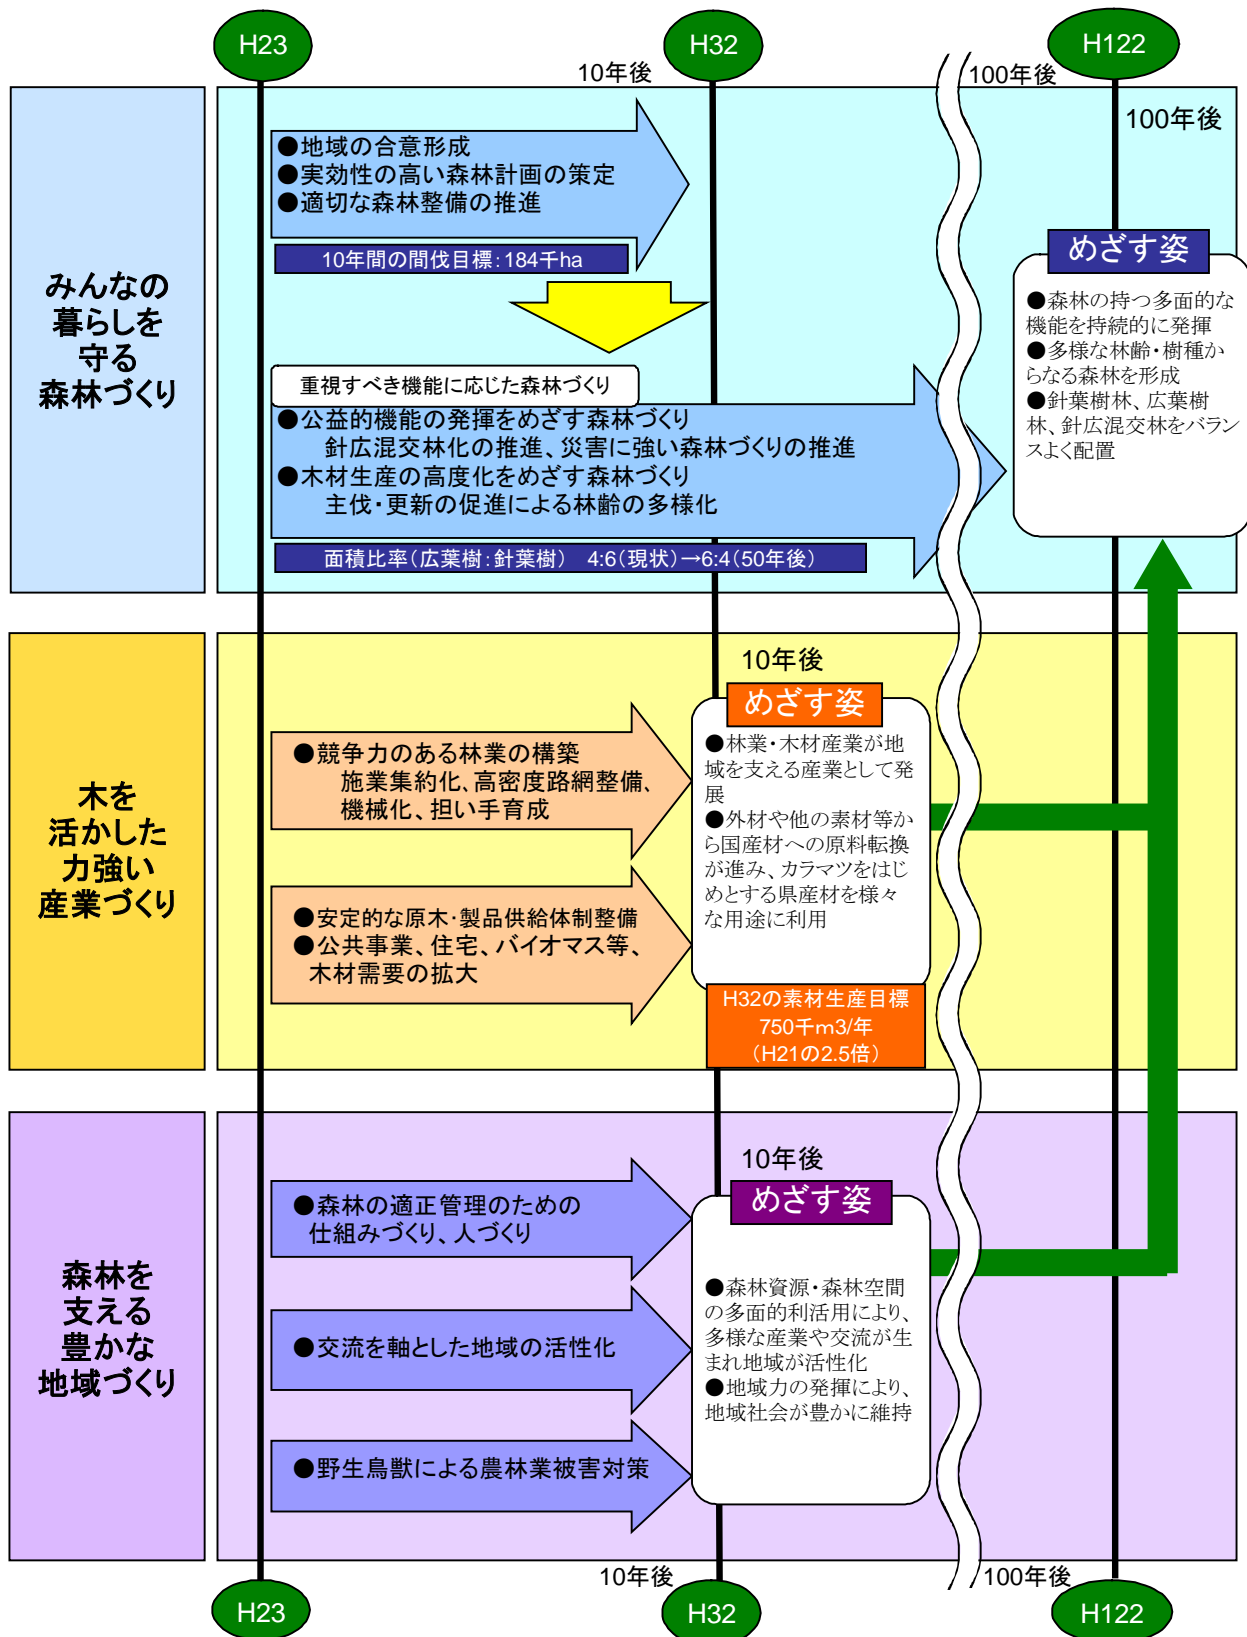 H23
H32
H122
10年後
100年後
100年後
みんなの
暮らしを
守る
森林づくり
●地域の合意形成
●実効性の高い森林計画の策定
●適切な森林整備の推進
10年間の間伐目標：184千ha
重視すべき機能に応じた森林づくり
●公益的機能の発揮をめざす森林づくり
針広混交林化の推進、災害に強い森林づくりの推進
●木材生産の高度化をめざす森林づくり
主伐・更新の促進による林齢の多様化
面積比率（広葉樹：針葉樹）　4:6（現状）→6:4（50年後）
めざす姿
●森林の持つ多面的な
機能を持続的に発揮
●多様な林齢・樹種か
らなる森林を形成
●針葉樹林、広葉樹
林、針広混交林をバラン
スよく配置
木を
活かした
力強い
産業づくり
●競争力のある林業の構築
施業集約化、高密度路網整備、
機械化、担い手育成
●安定的な原木・製品供給体制整備
●公共事業、住宅、バイオマス等、
木材需要の拡大
10年後
めざす姿
●林業・木材産業が地
域を支える産業として発
展
●外材や他の素材等か
ら国産材への原料転換
が進み、カラマツをはじ
めとする県産材を様々
な用途に利用
H32の素材生産目標
750千m3/年
（H21の2.5倍）
森林を
支える
豊かな
地域づくり
●森林の適正管理のための
仕組みづくり、人づくり
●交流を軸とした地域の活性化
●野生鳥獣による農林業被害対策
10年後
めざす姿
●森林資源・森林空間
の多面的利活用により、
多様な産業や交流が生
まれ地域が活性化
●地域力の発揮により、
地域社会が豊かに維持
10年後
100年後
H23
H32
H122